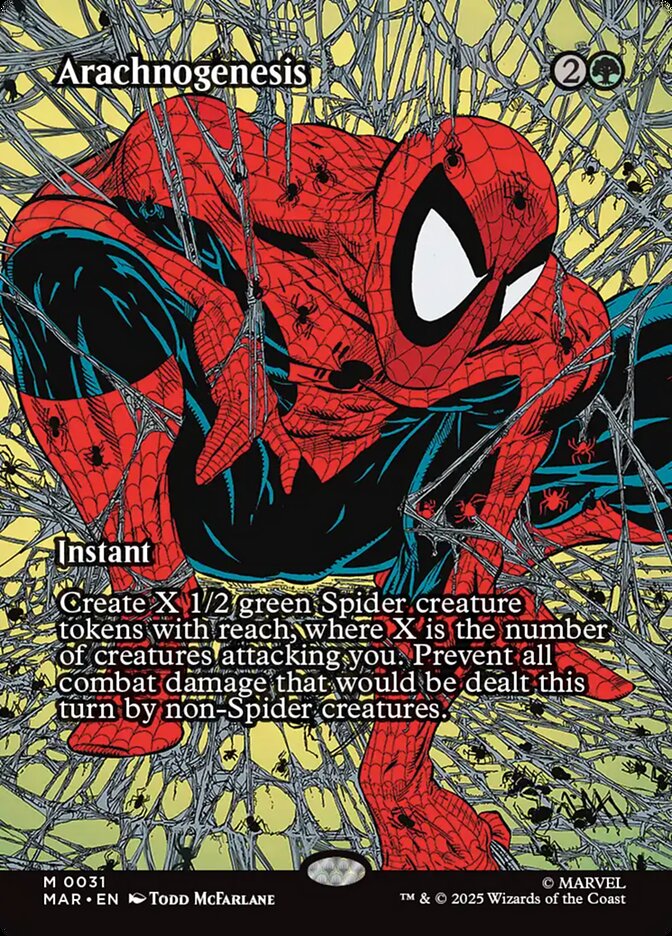 Arachnogenesis 2
Instant
Create X 1/2 green Spider creature
tokens with reach, where X is the number
of creatures attacking you. Prevent all
combat damage that would be dealt this
turn by non-Spider creatures.
M 0031
MAR • EN Todd McFarlane
© MARVEL
™ & © 2025 Wizards of the Coast